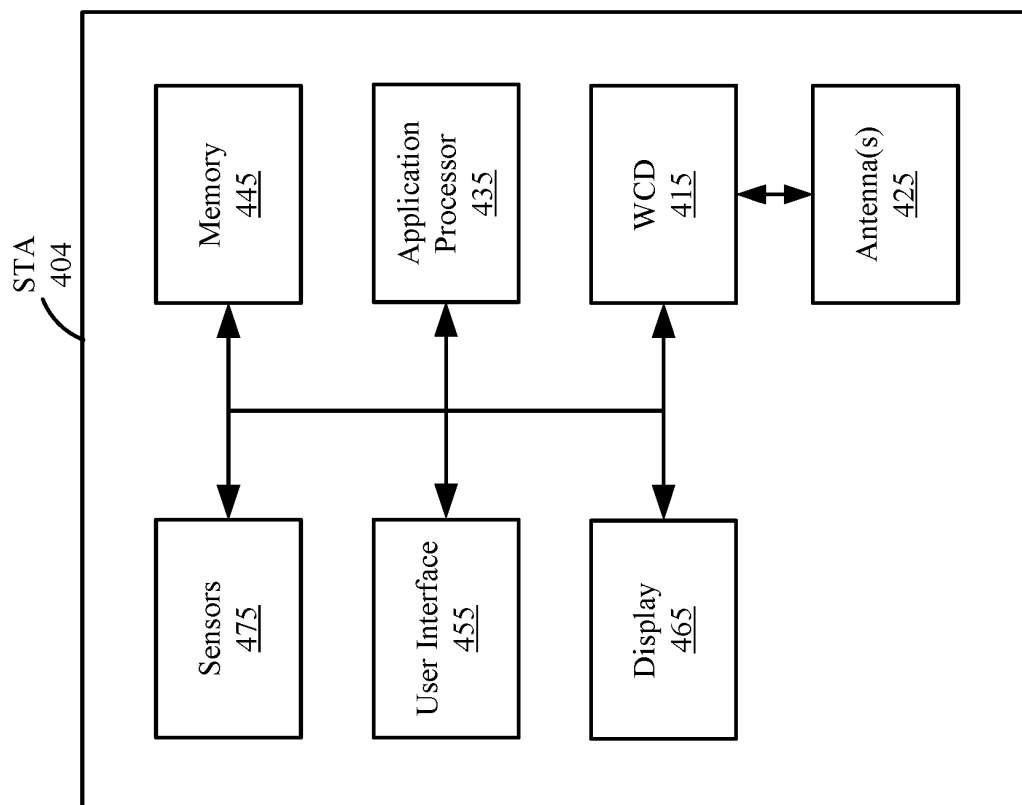 STA
404
Memory
445
Application
Processor
435
WCD
415
Antenna(s)
425
Sensors
475
User Interface
455
Display
465